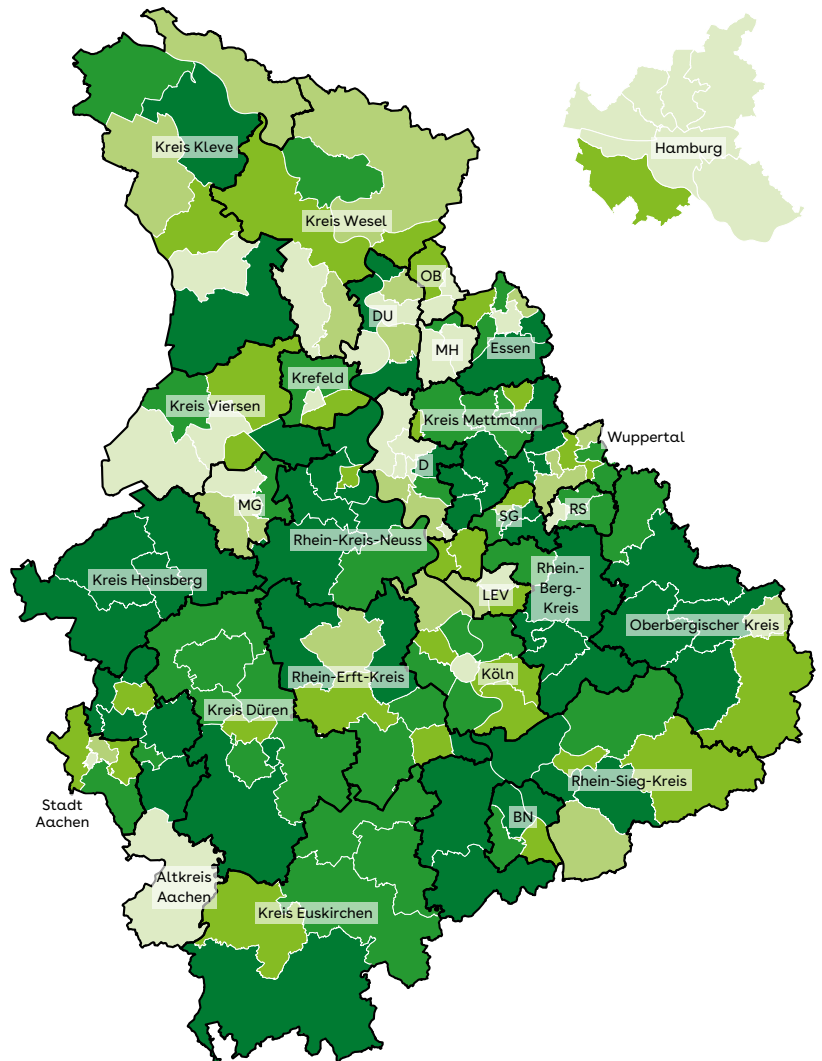 Kreis Kleve
Hamburg
Kreis Wesel
OB
DU
MH
Essen
Krefeld
Kreis Viersen
Kreis Mettmann
Wuppertal
D
MG
SG
RS
Rhein-Kreis-Neuss
Kreis Heinsberg
LEV
Rhein.-
Berg.-
Kreis
Oberbergischer Kreis
Rhein-Erft-Kreis
Köln
Kreis Düren
Rhein-Sieg-Kreis
Stadt
Aachen
BN
Altkreis
Aachen
Kreis Euskirchen